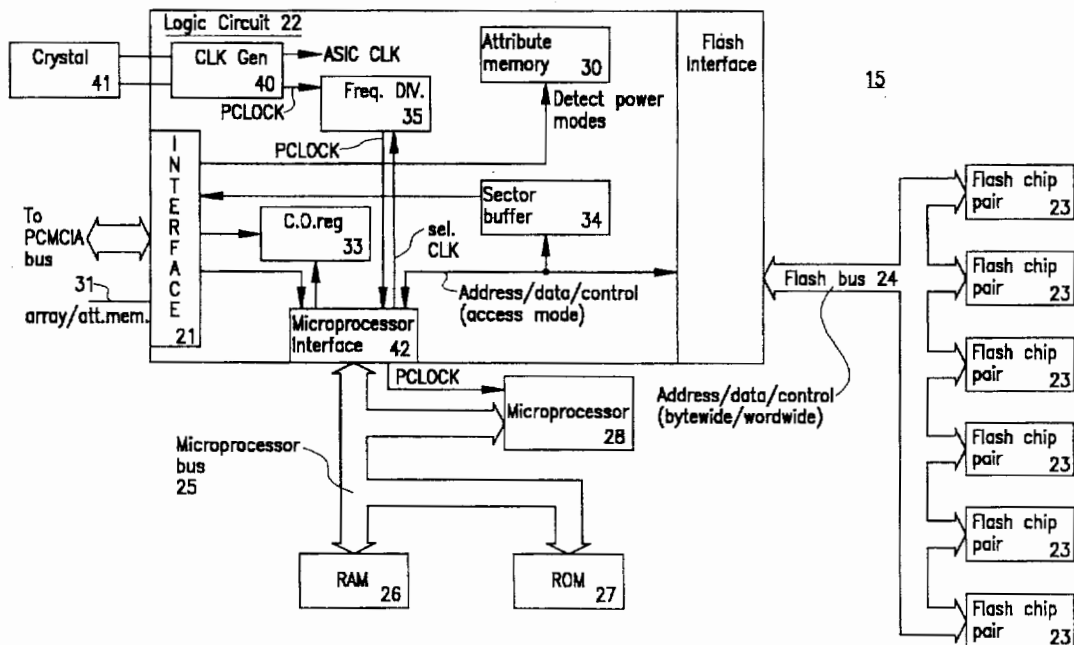 Logic Circuit 22
Crystal
41
CLK Gen
40
ASIC CLK
PCLOCK
Freq. DIV.
35
Attribute
memory
30
Detect power
modes
Flash
Interface
15
PCLOCK
INTERFACE
21
To
PCMCIA
bus
31
array/att.mem.
C.O.reg
33
Sector
buffer
34
sel.
CLK
Address/data/control
(access mode)
Microprocessor
Interface
42
PCLOCK
Microprocessor
28
Microprocessor
bus
25
RAM
26
ROM
27
Flash bus 24
Address/data/control
(bytewide/wordwide)
Flash chip
pair
23
Flash chip
pair
23
Flash chip
pair
23
Flash chip
pair
23
Flash chip
pair
23
Flash chip
pair
23